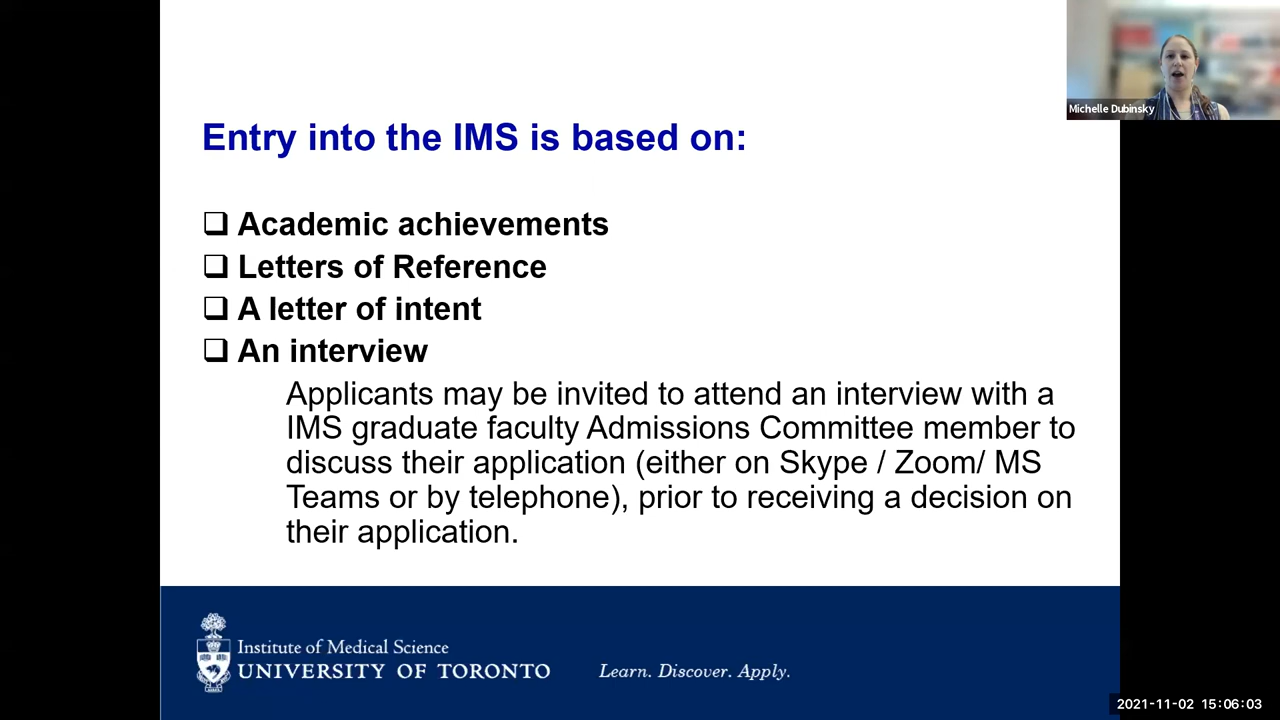 Michelle Dubinsky
Entry into the IMS is based on:
❑ Academic achievements
❑ Letters of Reference
❑ A letter of intent
❑ An interview
Applicants may be invited to attend an interview with a
IMS graduate faculty Admissions Committee member to
discuss their application (either on Skype / Zoom/ MS
Teams or by telephone), prior to receiving a decision on
their application.
Institute of Medical Science
UNIVERSITY OF TORONTO
Learn. Discover. Apply.
2021-11-02 15:06:03